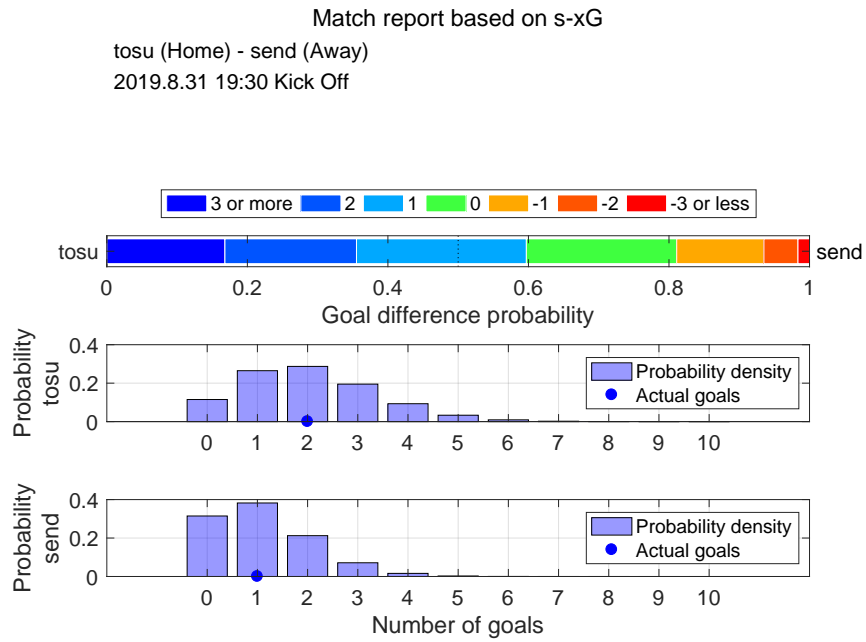 Match report based on s-xG
tosu (Home) - send (Away)
2019.8.31 19:30 Kick Off
3 or more 2 1 0 -1 -2 -3 or less
tosu send
0 0.2 0.4 0.6 0.8 1
Goal difference probability
Probability
tosu
0.4
0.2
0
Probability density
Actual goals
0 1 2 3 4 5 6 7 8 9 10
Probability
send
0.4
0.2
0
Probability density
Actual goals
0 1 2 3 4 5 6 7 8 9 10
Number of goals